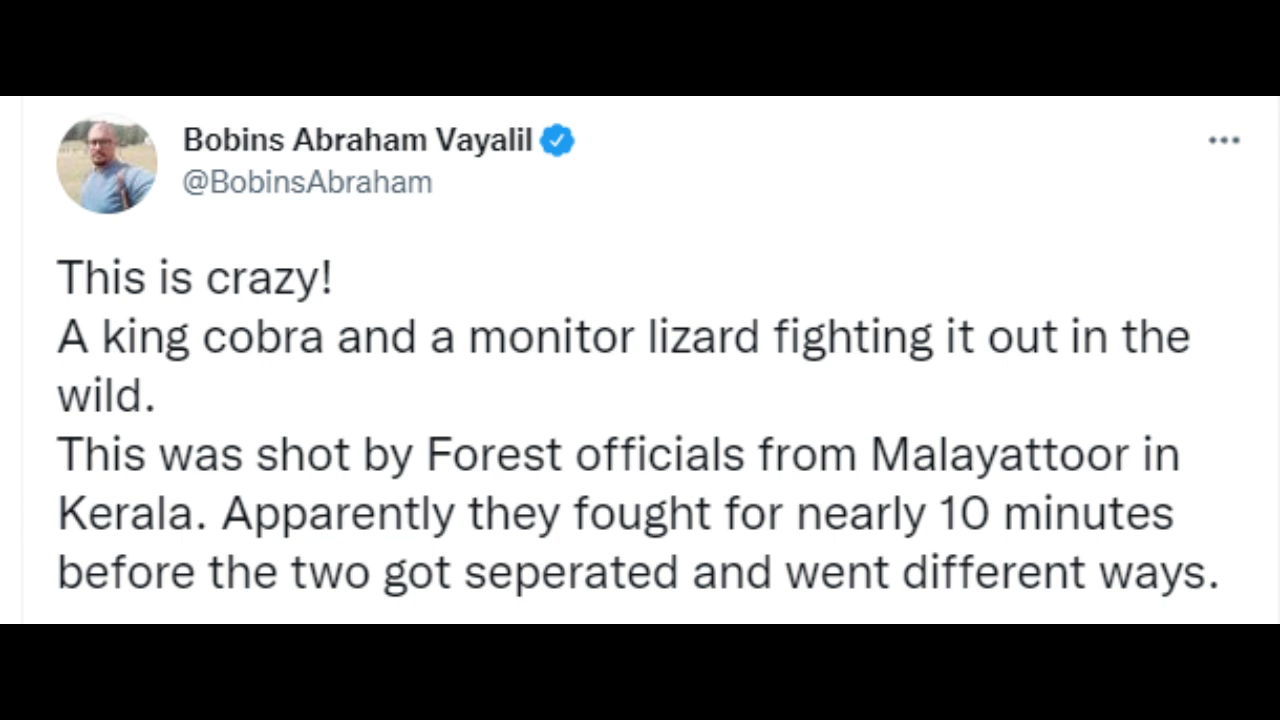 Bobins Abraham Vayalil
@BobinsAbraham
This is crazy!
A king cobra and a monitor lizard fighting it out in the
wild.
This was shot by Forest officials from Malayattoor in
Kerala. Apparently they fought for nearly 10 minutes
before the two got seperated and went different ways.